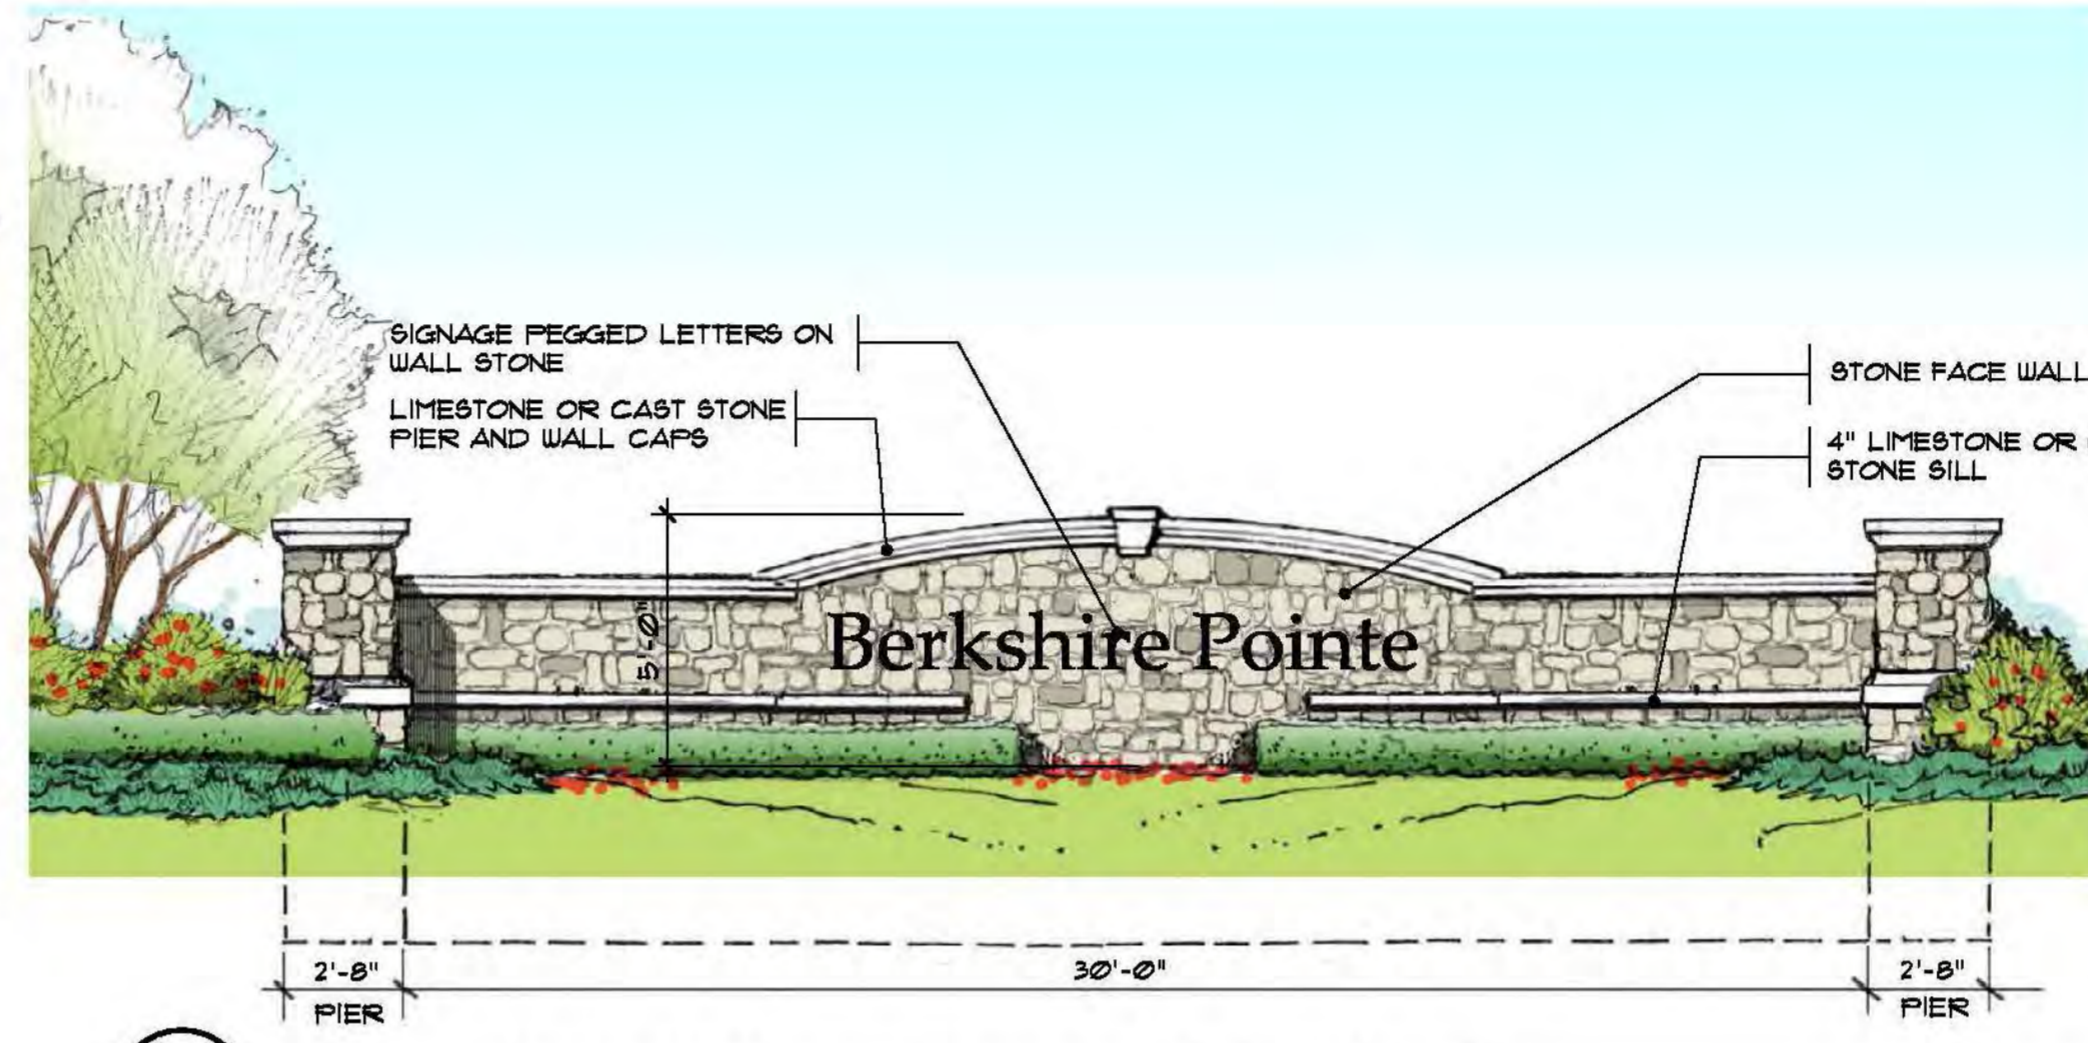 SIGNAGE PEGGED LETTERS ON
WALL STONE
LIMESTONE OR CAST STONE
PIER AND WALL CAPS
STONE FACE WALL
4" LIMESTONE OR
STONE SILL
5'-0"
Berkshire Pointe
2'-8"
30'-0"
2'-8"
PIER
PIER